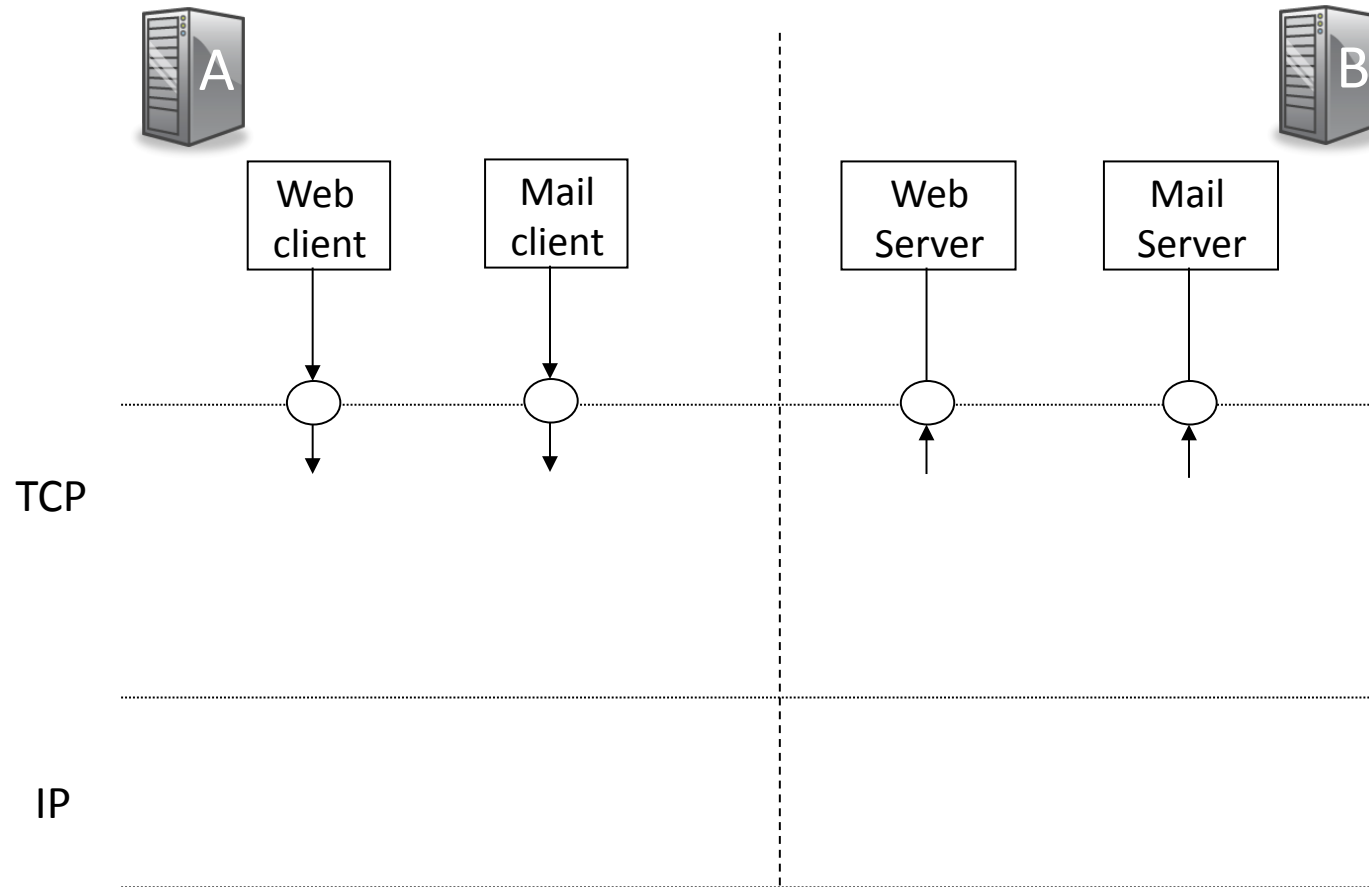 A
B
Web
client
Mail
client
Web
Server
Mail
Server
TCP
IP